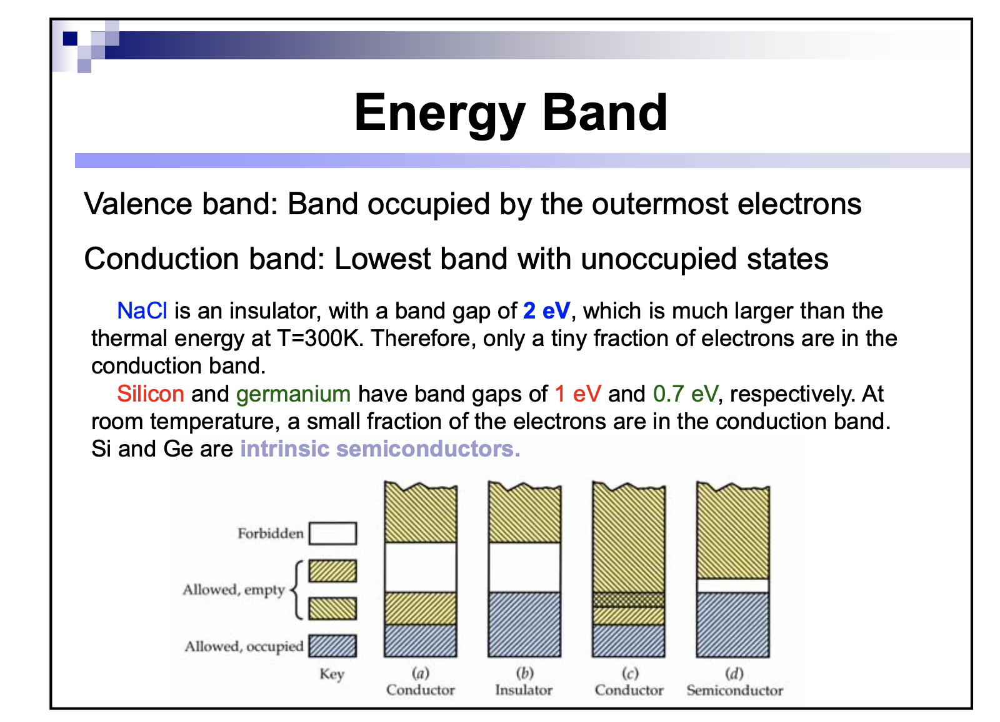 Energy Band
Valence band: Band occupied by the outermost electrons
Conduction band: Lowest band with unoccupied states
NaCl is an insulator, with a band gap of 2 eV, which is much larger than the
thermal energy at T=300K. Therefore, only a tiny fraction of electrons are in the
conduction band.
Silicon and germanium have band gaps of 1 eV and 0.7 eV, respectively. At
room temperature, a small fraction of the electrons are in the conduction band.
Si and Ge are intrinsic semiconductors.
Forbidden
Allowed, empty
Allowed, occupied
Key
(a)
Conductor
(b)
Insulator
(c)
Conductor
(d)
Semiconductor